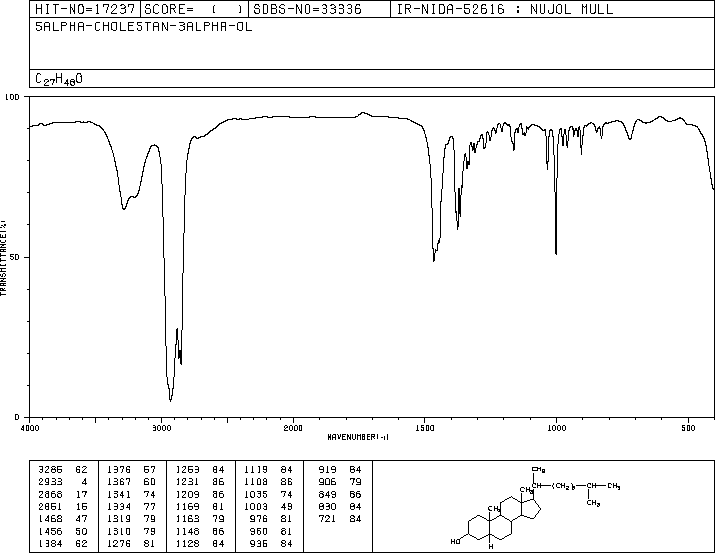 HIT-NO=17237 SCORE= ( ) SDBS-NO=33336 IR-NIDA-52616 : NUJOL MULL
5ALPHA-CHOLESTAN-3ALPHA-OL
C27H48O
100
50
0
TRANSMITTANCE(%)
4000 3000 2000 1500 1000 500
WAVENUMBER(-1)
3285 62 1376 57 1253 84 1119 84 919 84
2933 4 1367 60 1231 86 1108 86 906 79
2868 17 1341 74 1209 86 1035 74 849 86
2851 16 1334 77 1169 81 1003 49 830 84
1468 47 1319 79 1163 79 976 81 721 84
1456 50 1310 79 1148 86 960 81
1384 62 1276 81 1128 84 936 84
CH3
CH3 (CH2)3 CH3
CH3 CH3
HO
H